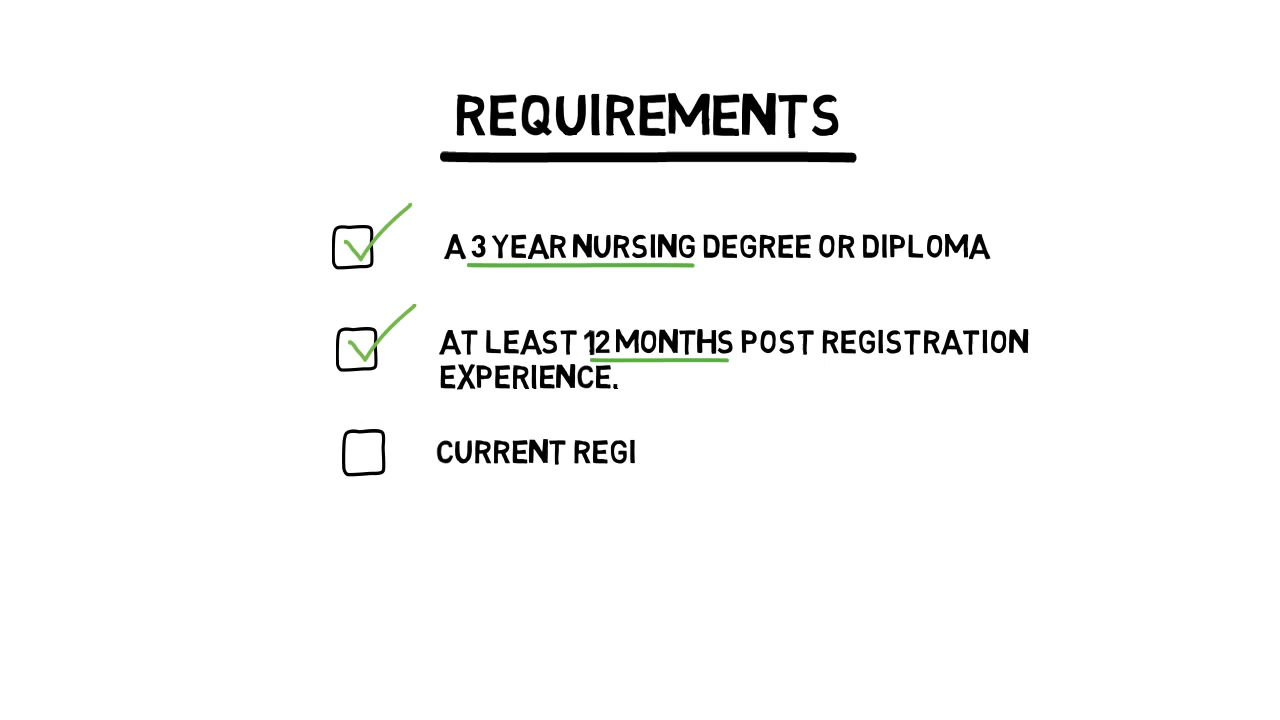 REQUIREMENTS
A 3 YEAR NURSING DEGREE OR DIPLOMA
AT LEAST 12 MONTHS POST REGISTRATION
EXPERIENCE.
CURRENT REGI